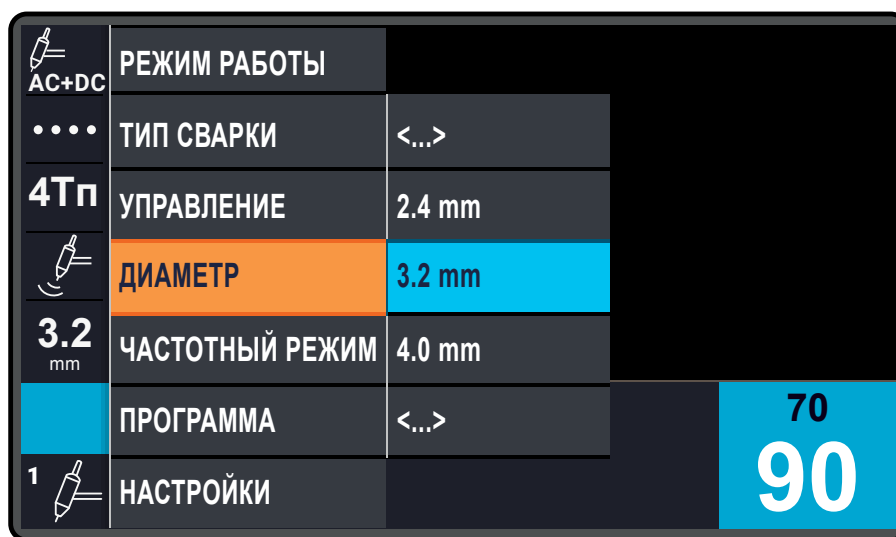 AC+DC
РЕЖИМ РАБОТЫ
ТИП СВАРКИ <...>
4Тп
УПРАВЛЕНИЕ 2.4 mm
ДИАМЕТР 3.2 mm
3.2
mm
ЧАСТОТНЫЙ РЕЖИМ 4.0 mm
ПРОГРАММА <...>
70
90
1
НАСТРОЙКИ